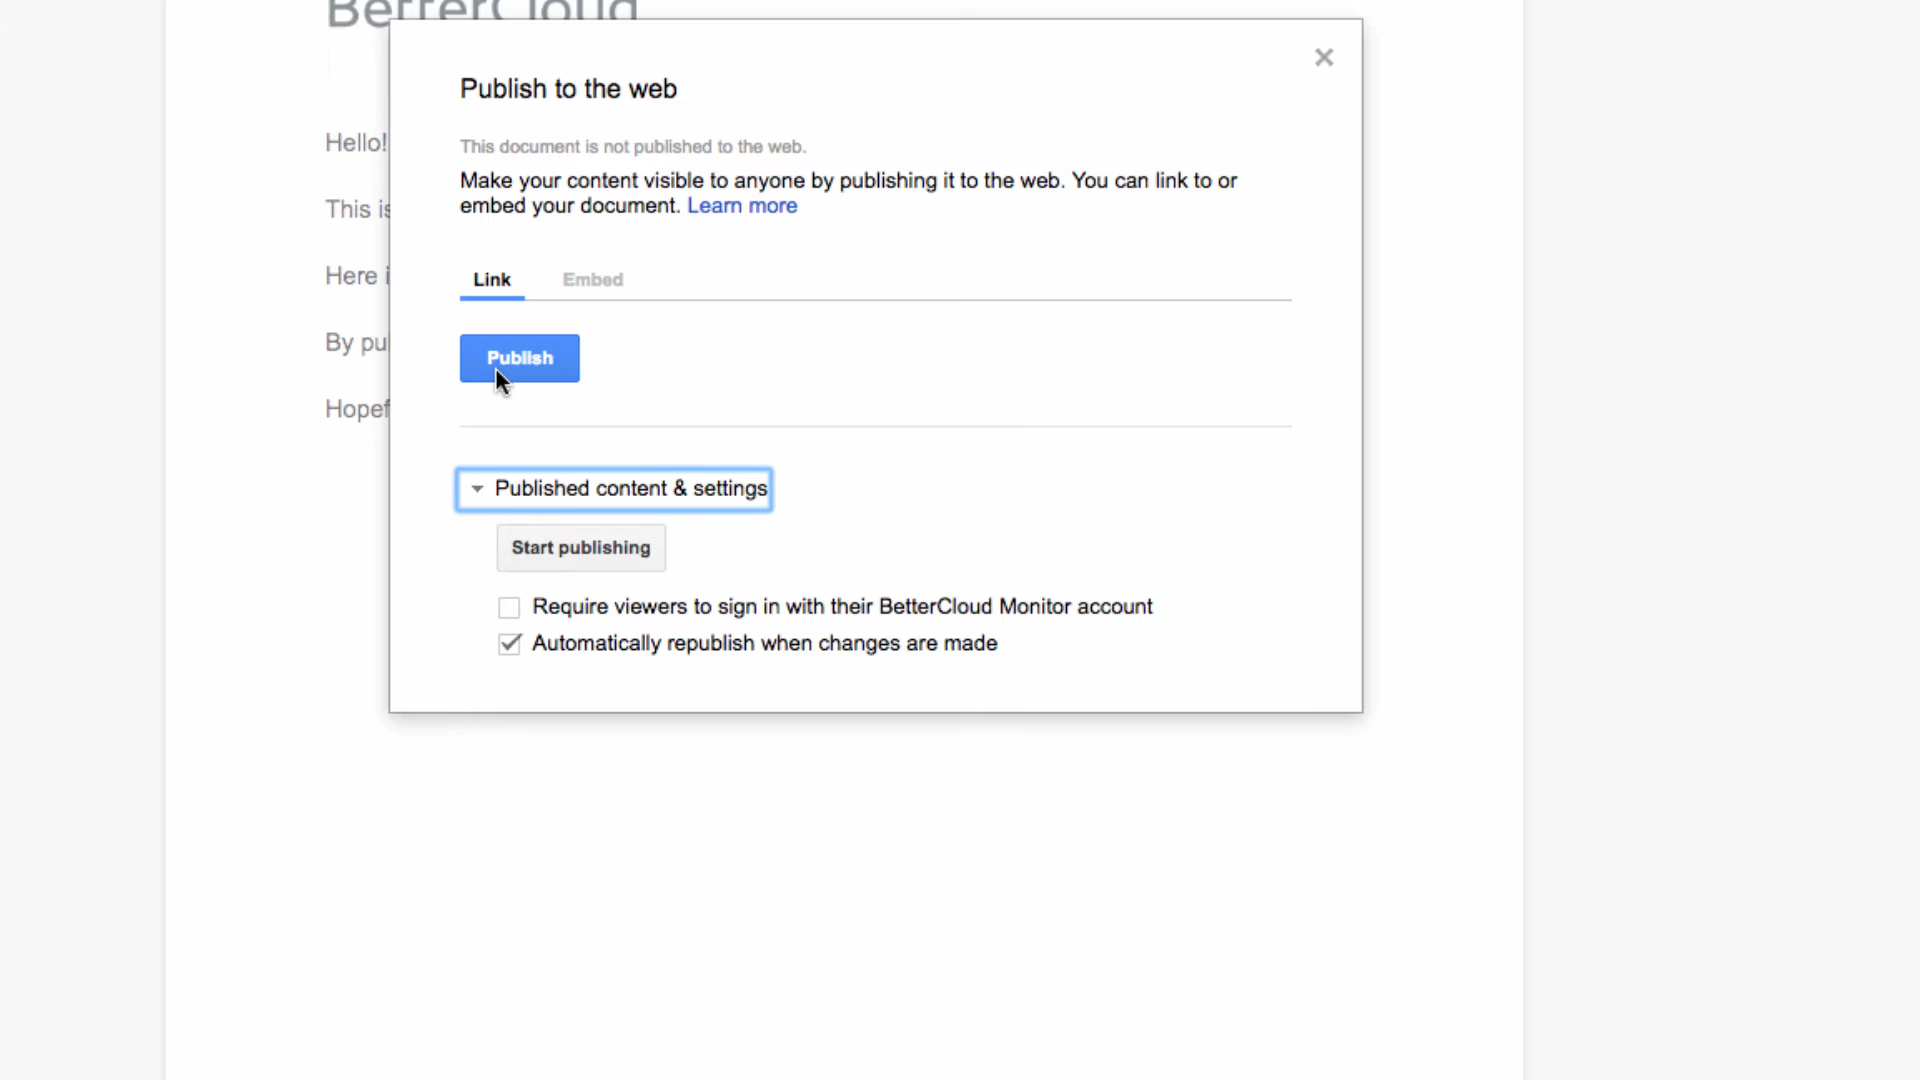 BetterCloud
Publish to the web
Hello!
This document is not published to the web.
Make your content visible to anyone by publishing it to the web. You can link to or
embed your document. Learn more
This is
Here i
Link Embed
By pul
Publish
Hopef
Published content & settings
Start publishing
Require viewers to sign in with their BetterCloud Monitor account
Automatically republish when changes are made